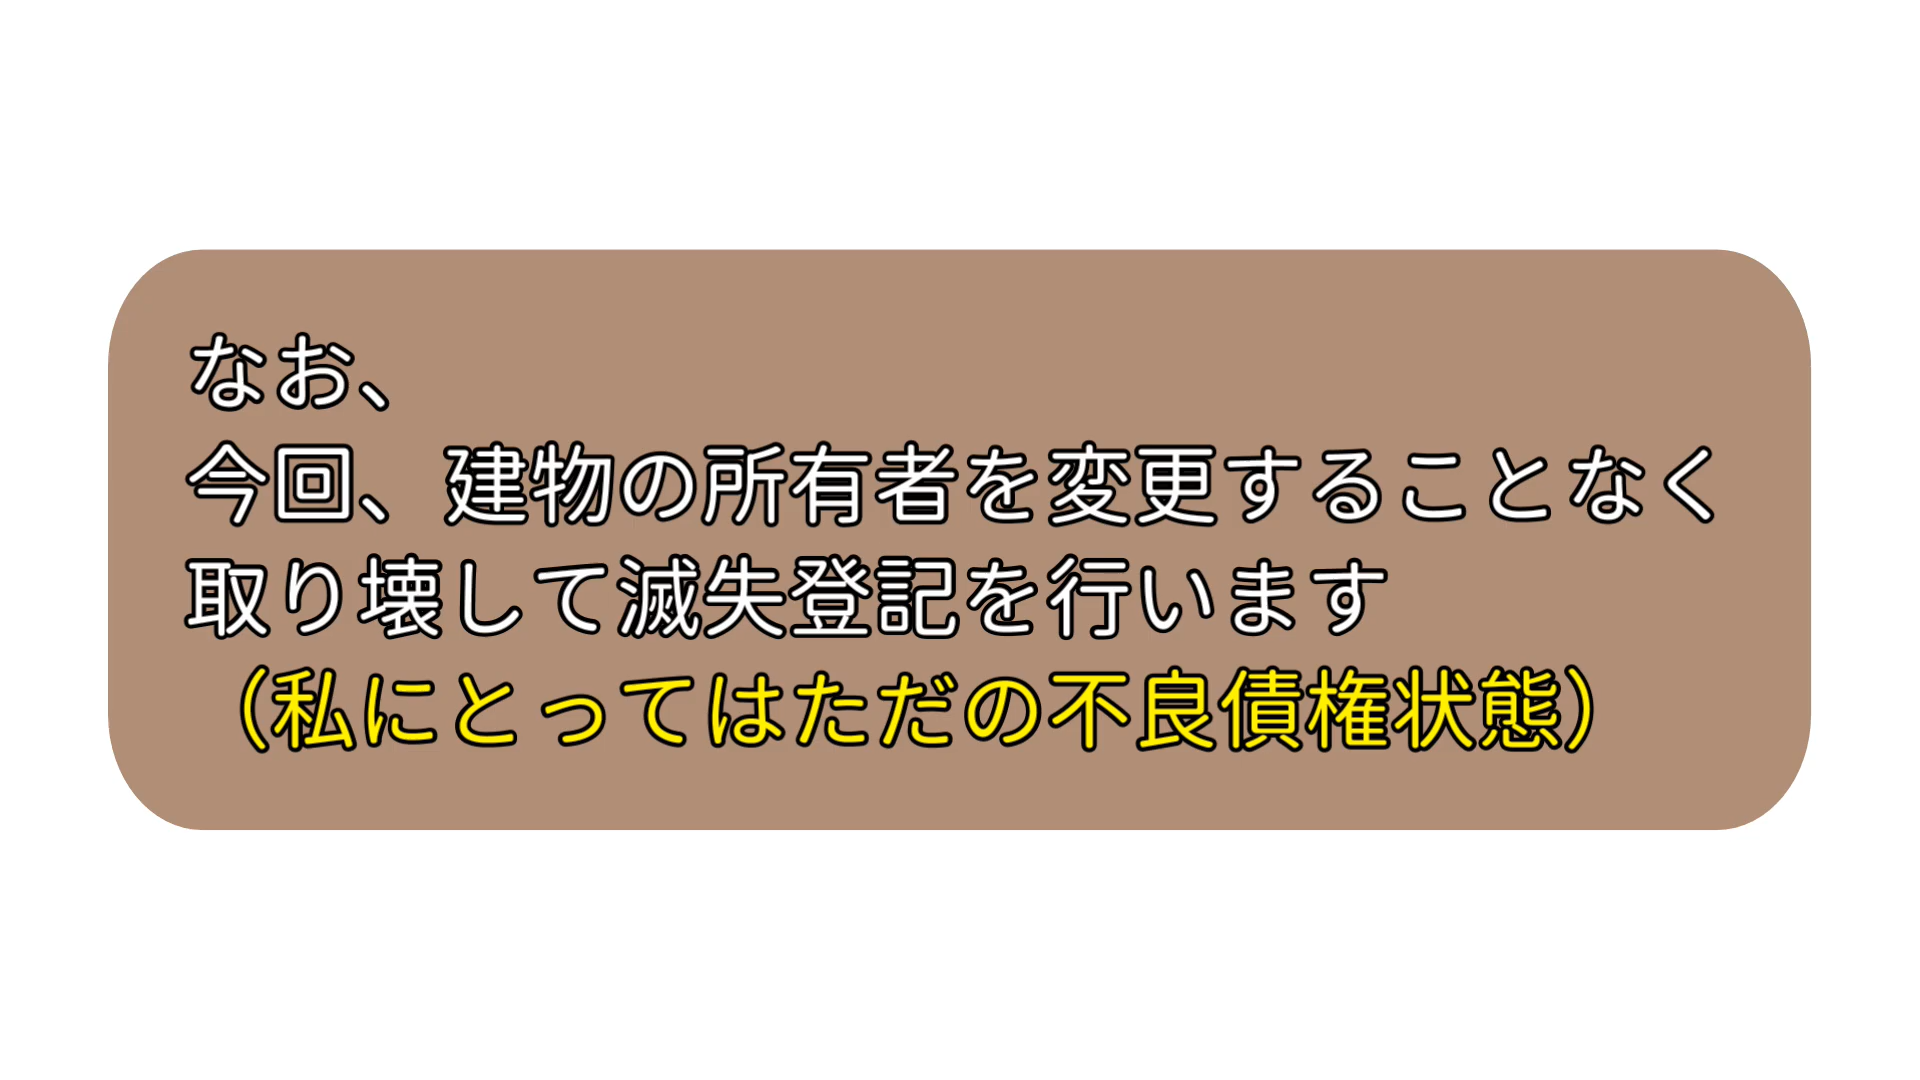 なお、
今回、建物の所有者を変更することなく
取り壊して滅失登記を行います
（私にとってはただの不良債権状態）